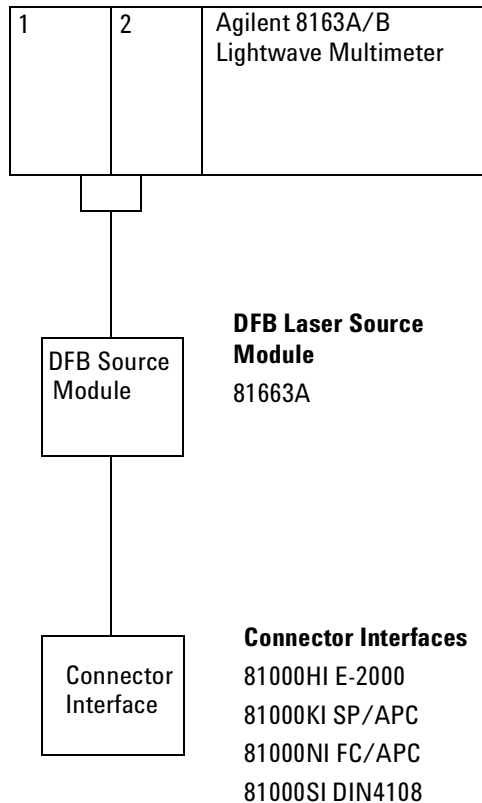 1
2
Agilent 8163A/B
Lightwave Multimeter
DFB Source
Module
DFB Laser Source
Module
81663A
Connector
Interface
Connector Interfaces
81000HI E-2000
81000KI SP/APC
81000NI FC/APC
81000SI DIN4108